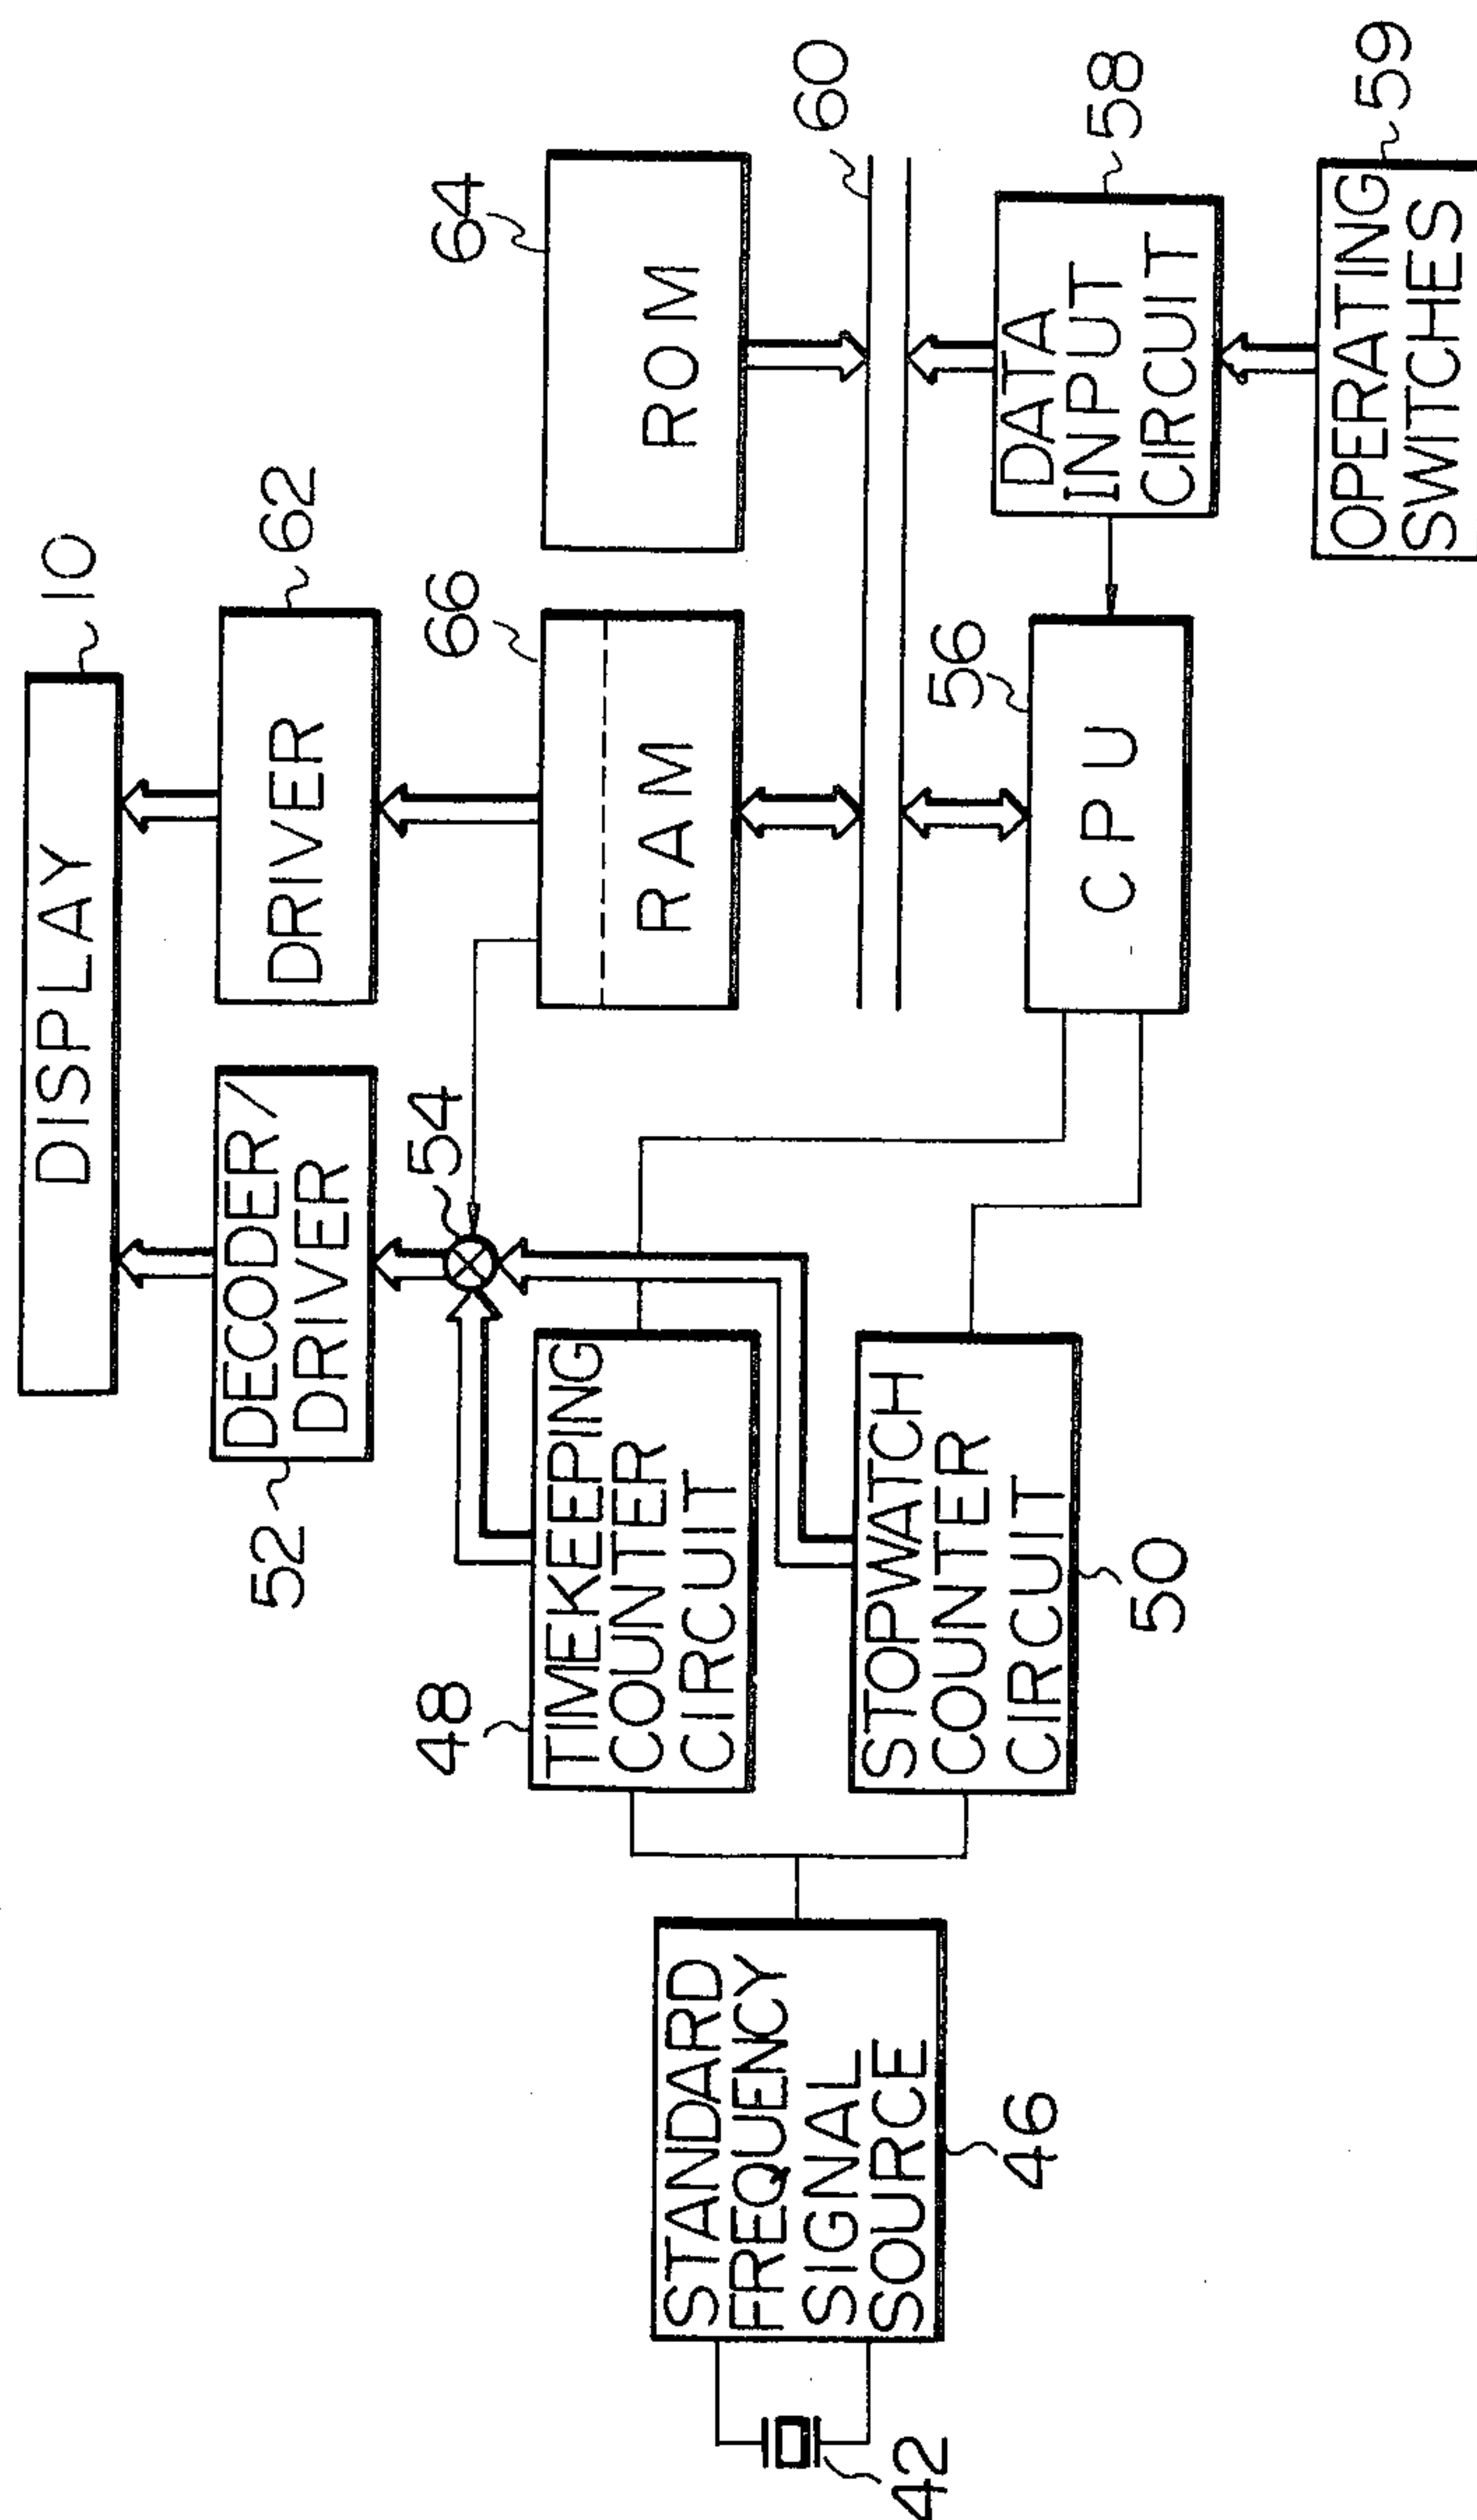 DISPLAY
10
DECODER/
DRIVER
52
DRIVER
62
54
48
TIMEKEEPING
COUNTER
CIRCUIT
66
RAM
64
ROM
60
STANDARD
FREQUENCY
SIGNAL
SOURCE
46
42
STOPWATCH
COUNTER
CIRCUIT
50
56
CPU
DATA
INPUT
CIRCUIT
58
OPERATING
SWITCHES
59